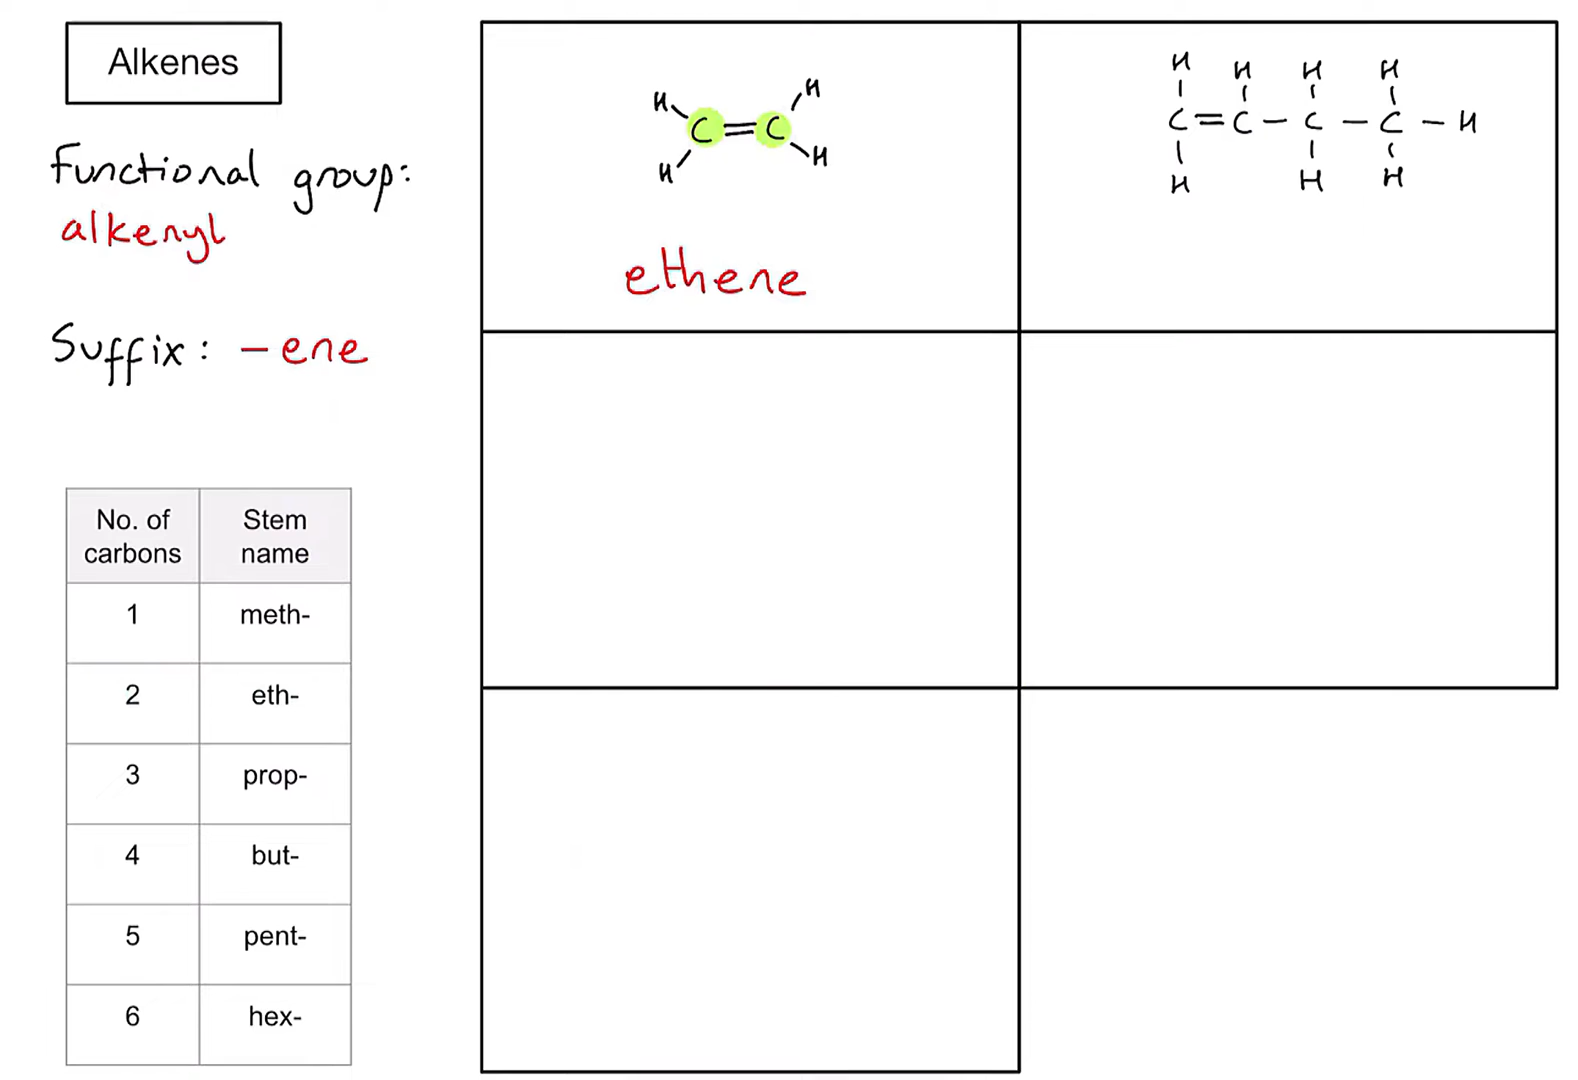 Alkenes
Functional group:
alkenyl
Suffix: -ene
No. of carbons Stem name
1 meth-
2 eth-
3 prop-
4 but-
5 pent-
6 hex-
H H
C=C
H H
ethene
H H H H
C=C-C-C-H
H H H